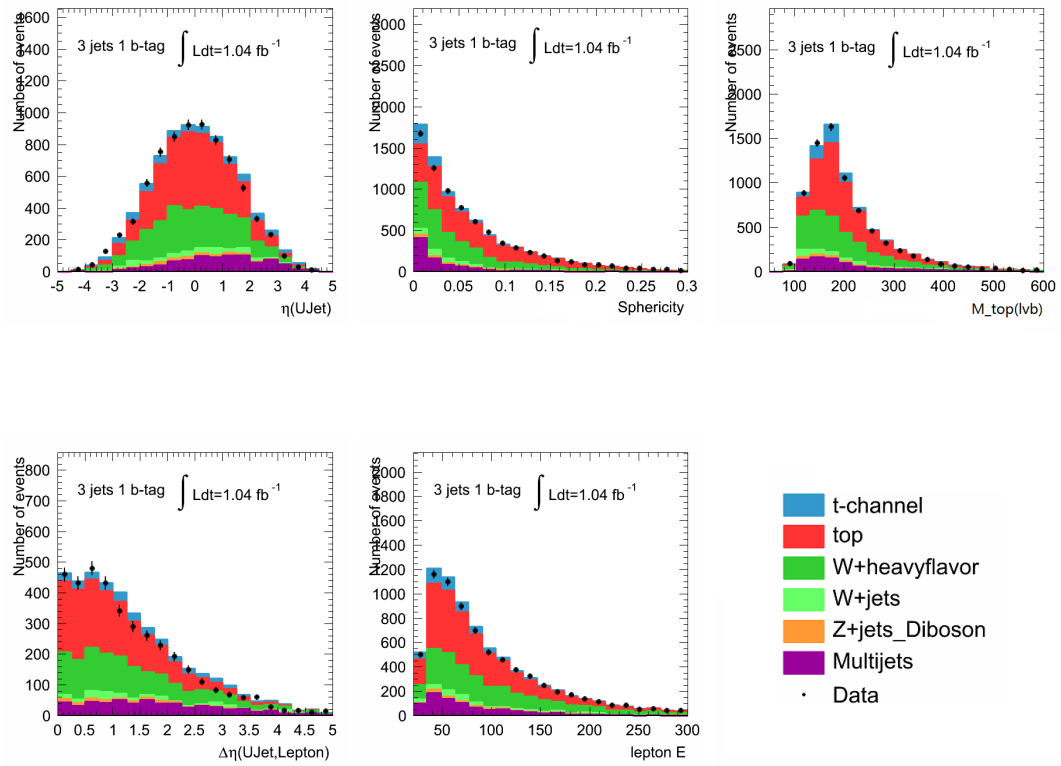 Number of events
1600
1400
1200
1000
800
600
400
200
0
3 jets 1 b-tag ∫ Ldt=1.04 fb⁻¹
-5 -4 -3 -2 -1 0 1 2 3 4 5
η(UJet)
Number of events
3000
2500
2000
1500
1000
500
0
3 jets 1 b-tag ∫ Ldt=1.04 fb⁻¹
0 0.05 0.1 0.15 0.2 0.25 0.3
Sphericity
Number of events
2500
2000
1500
1000
500
0
3 jets 1 b-tag ∫ Ldt=1.04 fb⁻¹
100 200 300 400 500 600
M_top(lvb)
Number of events
800
700
600
500
400
300
200
100
0
3 jets 1 b-tag ∫ Ldt=1.04 fb⁻¹
0 0.5 1 1.5 2 2.5 3 3.5 4 4.5 5
Δη(UJet,Lepton)
Number of events
2000
1800
1600
1400
1200
1000
800
600
400
200
0
3 jets 1 b-tag ∫ Ldt=1.04 fb⁻¹
50 100 150 200 250 300
lepton E
t-channel
top
W+heavyflavor
W+jets
Z+jets_Diboson
Multijets
Data